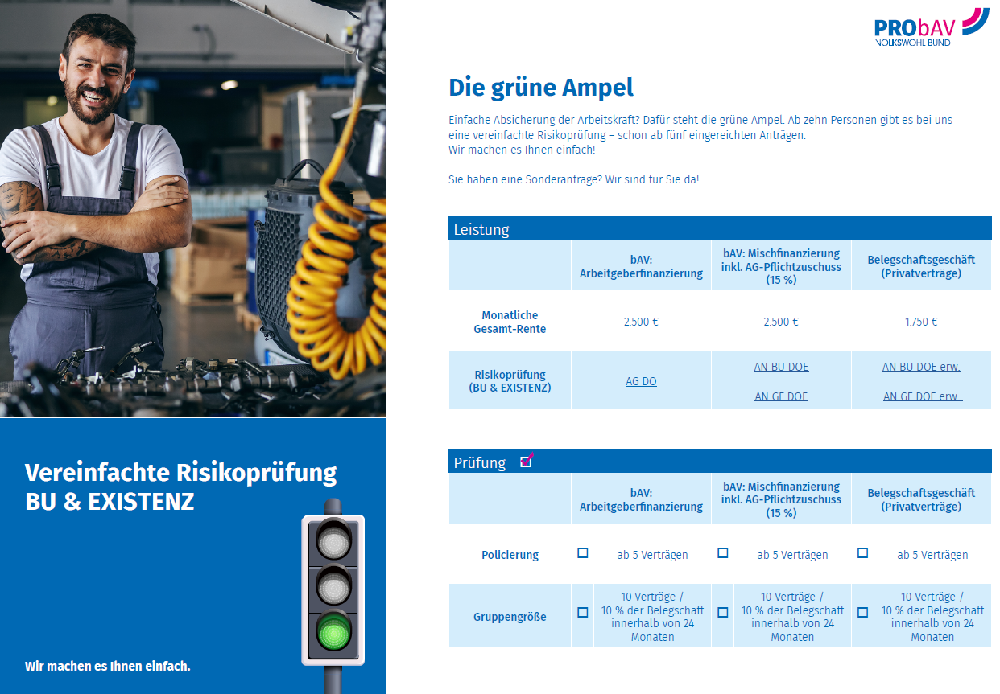 PRObAV
VOLKSWOHL BUND
Die grüne Ampel
Einfache Absicherung der Arbeitskraft? Dafür steht die grüne Ampel. Ab zehn Personen gibt es bei uns
eine vereinfachte Risikoprüfung – schon ab fünf eingereichten Anträgen.
Wir machen es Ihnen einfach!
Sie haben eine Sonderanfrage? Wir sind für Sie da!
Leistung
bAV:
Arbeitgeberfinanzierung
bAV: Mischfinanzierung
inkl. AG-Pflichtzuschuss
(15 %)
Belegschaftsgeschäft
(Privatverträge)
Monatliche
Gesamt-Rente
2.500 €
2.500 €
1.750 €
Risikoprüfung
(BU & EXISTENZ)
AG DO
AN BU DOE
AN BU DOE erw.
AN GF DOE
AN GF DOE erw.
Prüfung
bAV:
Arbeitgeberfinanzierung
bAV: Mischfinanzierung
inkl. AG-Pflichtzuschuss
(15 %)
Belegschaftsgeschäft
(Privatverträge)
Policierung
ab 5 Verträgen
ab 5 Verträgen
ab 5 Verträgen
Gruppengröße
10 Verträge /
10 % der Belegschaft
innerhalb von 24
Monaten
10 Verträge /
10 % der Belegschaft
innerhalb von 24
Monaten
10 Verträge /
10 % der Belegschaft
innerhalb von 24
Monaten
Vereinfachte Risikoprüfung
BU & EXISTENZ
Wir machen es Ihnen einfach.